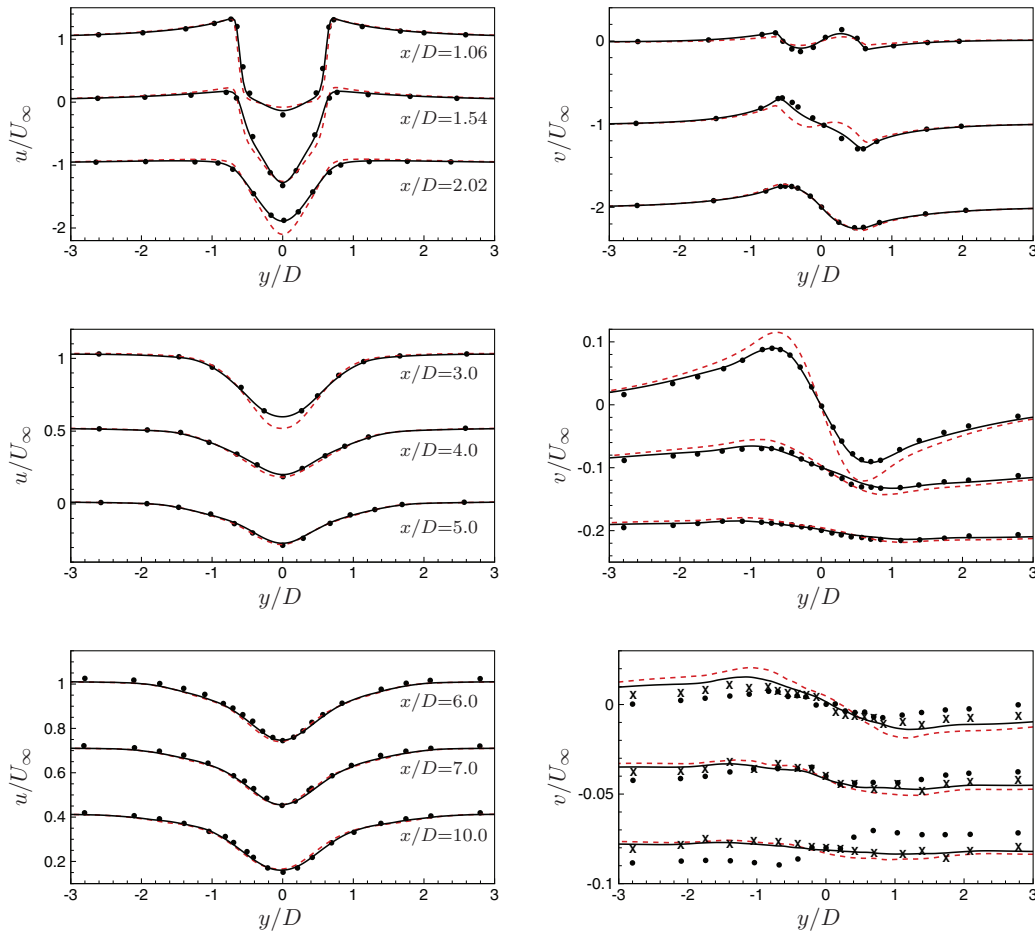 1
0
-1
-2
u/U∞
x/D=1.06
x/D=1.54
x/D=2.02
-3 -2 -1 0 1 2 3
y/D
0
-1
-2
v/U∞
-3 -2 -1 0 1 2 3
y/D
1
0.5
0
u/U∞
x/D=3.0
x/D=4.0
x/D=5.0
-3 -2 -1 0 1 2 3
y/D
0.1
0
-0.1
-0.2
v/U∞
-3 -2 -1 0 1 2 3
y/D
1
0.8
0.6
0.4
0.2
u/U∞
x/D=6.0
x/D=7.0
x/D=10.0
-3 -2 -1 0 1 2 3
y/D
0
-0.05
-0.1
v/U∞
-3 -2 -1 0 1 2 3
y/D